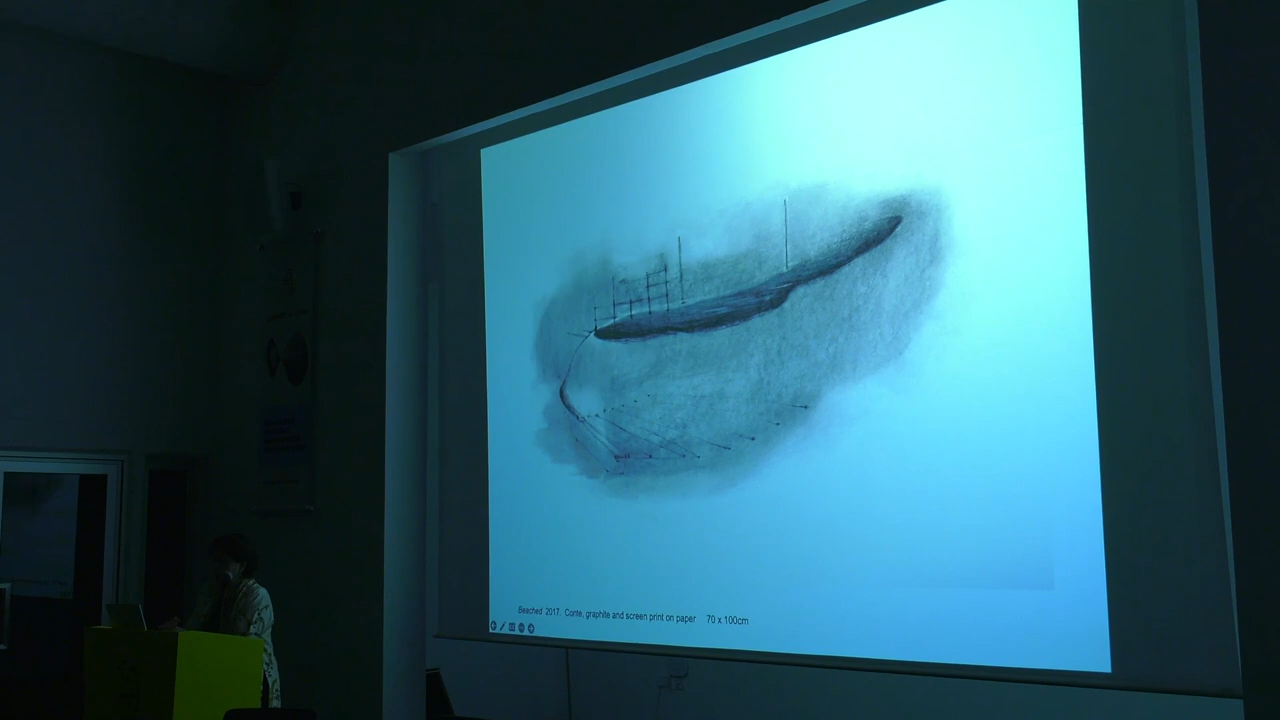 Beached 2017. Conte, graphite and screen print on paper 70 x 100cm